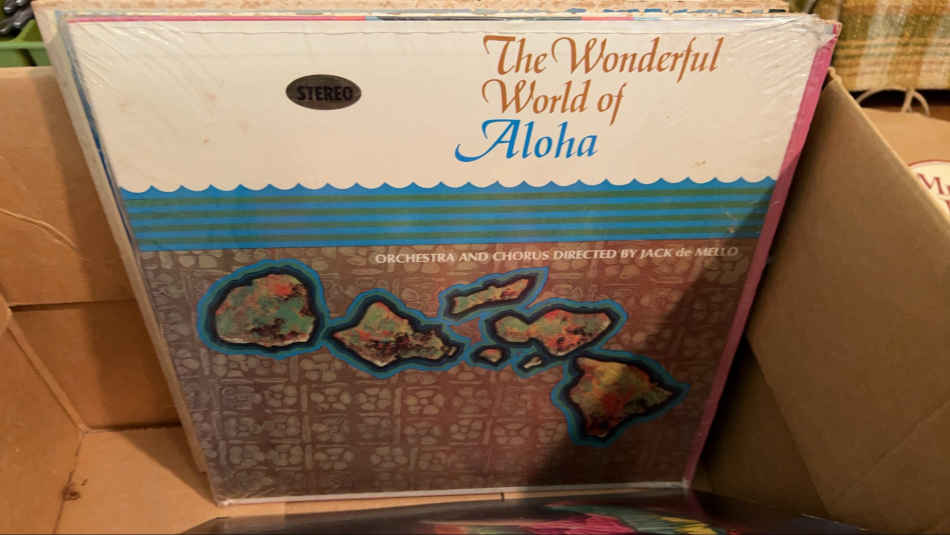 The Wonderful
World of
Aloha
STEREO
ORCHESTRA AND CHORUS DIRECTED BY JACK de MELLO